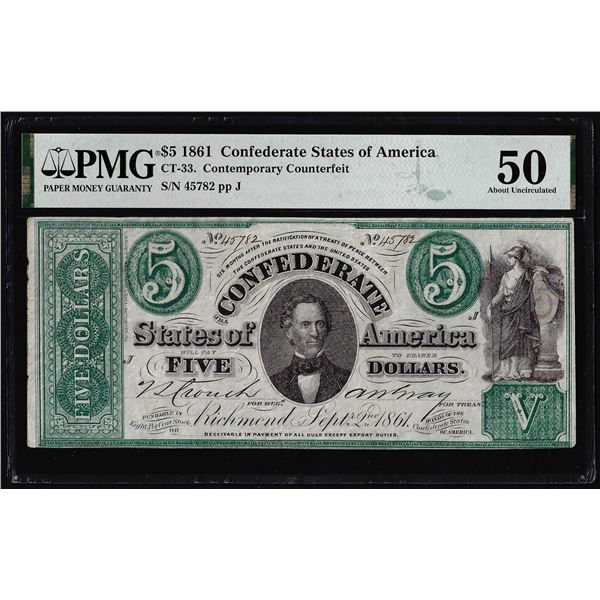 PMG
PAPER MONEY GUARANTY
$5 1861 Confederate States of America
CT-33. Contemporary Counterfeit
S/N 45782 pp J
50
About Uncirculated
FIVE DOLLARS
5
No 45782
No 45782
5
SIX MONTHS AFTER THE RATIFICATION OF A TREATY OF PEACE BETWEEN
THE CONFEDERATE STATES AND THE UNITED STATES
THE
CONFEDERATE
States of America
J
J
WILL PAY TO BEARER
FIVE DOLLARS.
FOR REGR.
FOR TREASR.
Richmond Septr. 2nd. 1861.
FUNDABLE IN
Eight Per Cent Stock
OR
BONDS OF THE
Confederate States
OF AMERICA.
RECEIVABLE IN PAYMENT OF ALL DUES EXCEPT EXPORT DUTIES.
V